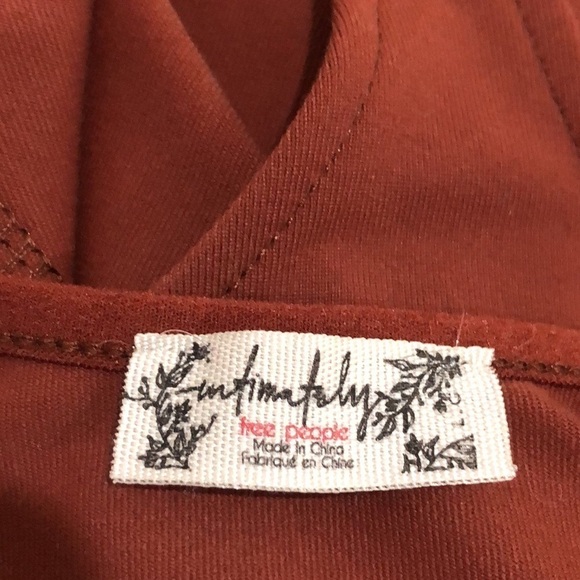 intimately
free people
Made in China
Fabriqué en Chine